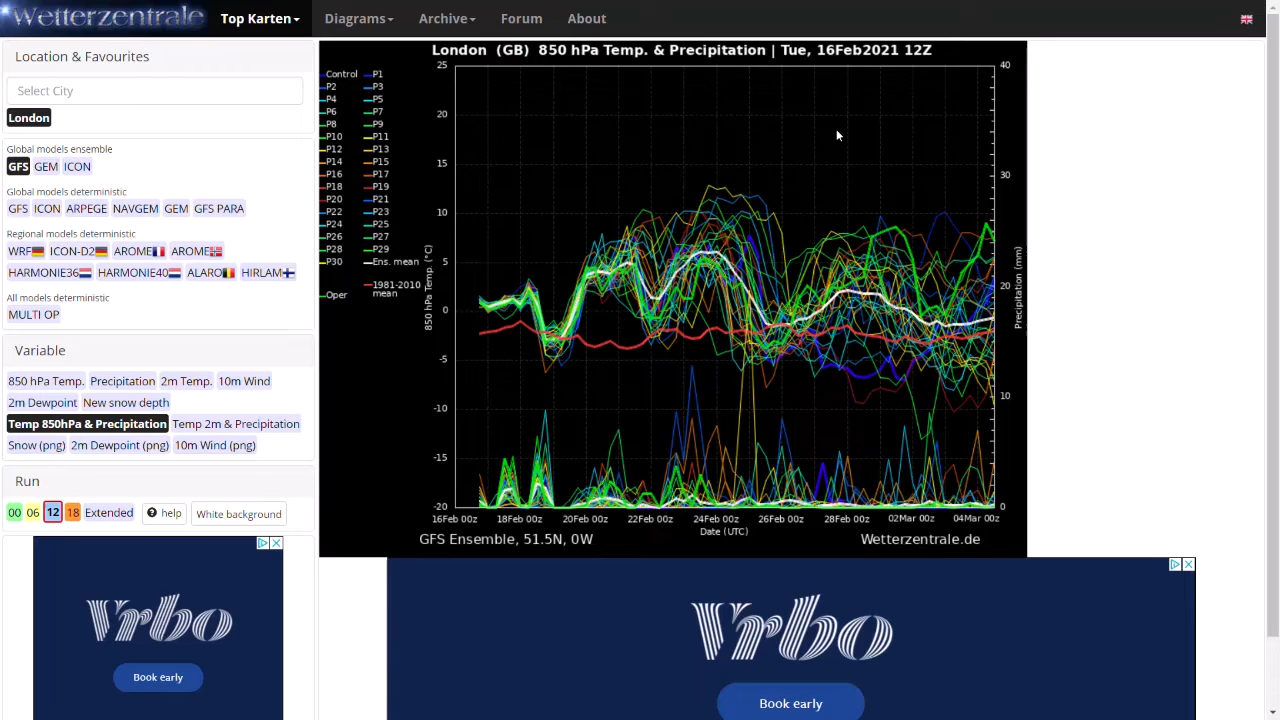 Wetterzentrale Top Karten Diagrams Archive Forum About
Location & Favourites
Select City
London
Global models ensemble
GFS GEM ICON
Global models deterministic
GFS ICON ARPEGE NAVGEM GEM GFS PARA
Regional models deterministic
WRF ICON-D2 AROME AROME
HARMONIE36 HARMONIE40 ALARO HIRLAM
All models deterministic
MULTI OP
Variable
850 hPa Temp. Precipitation 2m Temp. 10m Wind
2m Dewpoint New snow depth
Temp 850hPa & Precipitation Temp 2m & Precipitation
Snow (png) 2m Dewpoint (png) 10m Wind (png)
Run
00 06 12 18 Extended help White background
London (GB) 850 hPa Temp. & Precipitation | Tue, 16Feb2021 12Z
Control P1
P2 P3
P4 P5
P6 P7
P8 P9
P10 P11
P12 P13
P14 P15
P16 P17
P18 P19
P20 P21
P22 P23
P24 P25
P26 P27
P28 P29
P30 Ens. mean
1981-2010
mean
Oper
850 hPa Temp. (°C)
25
20
15
10
5
0
-5
-10
-15
-20
40
30
20
10
0
Precipitation (mm)
16Feb 00z 18Feb 00z 20Feb 00z 22Feb 00z 24Feb 00z 26Feb 00z 28Feb 00z 02Mar 00z 04Mar 00z
Date (UTC)
GFS Ensemble, 51.5N, 0W Wetterzentrale.de
Vrbo
Book early
Vrbo
Book early